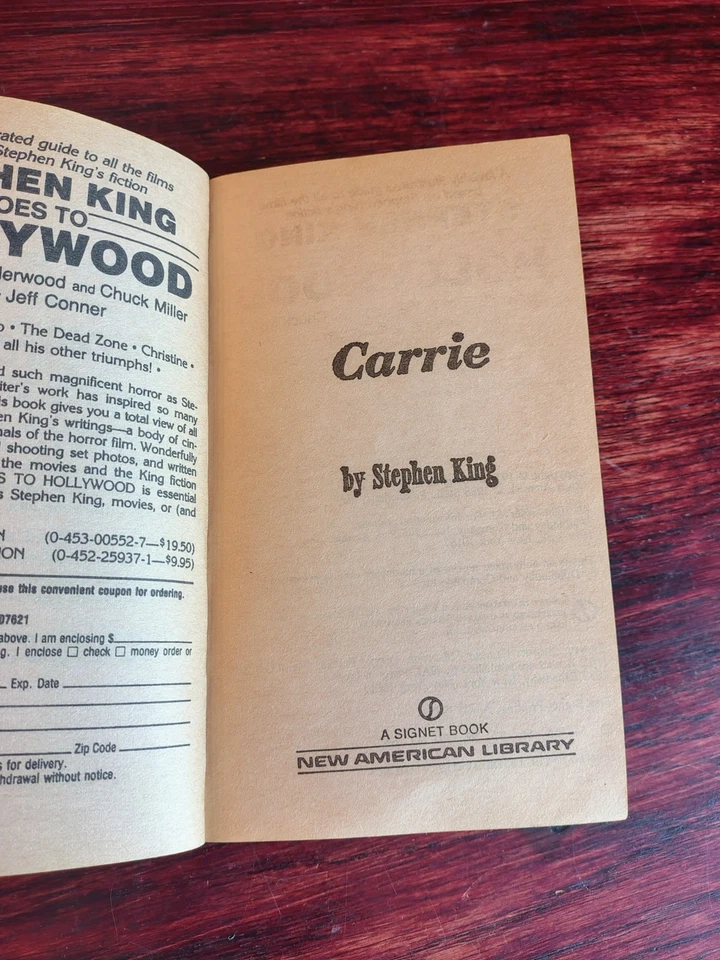 rated guide to all the films
Stephen King's fiction
HEN KING
OES TO
YWOOD
derwood and Chuck Miller
Jeff Conner
• The Dead Zone • Christine •
all his other triumphs! •
d such magnificent horror as Ste-
iter's work has inspired so many
is book gives you a total view of all
en King's writings—a body of cin-
nals of the horror film. Wonderfully
shooting set photos, and written
the movies and the King fiction
S TO HOLLYWOOD is essential
s Stephen King, movies, or (and
N (0-453-00552-7—$19.50)
ION (0-452-25937-1—$9.95)
use this convenient coupon for ordering.
07621
above. I am enclosing $
g. I enclose □ check □ money order or
Exp. Date
Zip Code
s for delivery.
hdrawal without notice.
Carrie
by Stephen King
A SIGNET BOOK
NEW AMERICAN LIBRARY